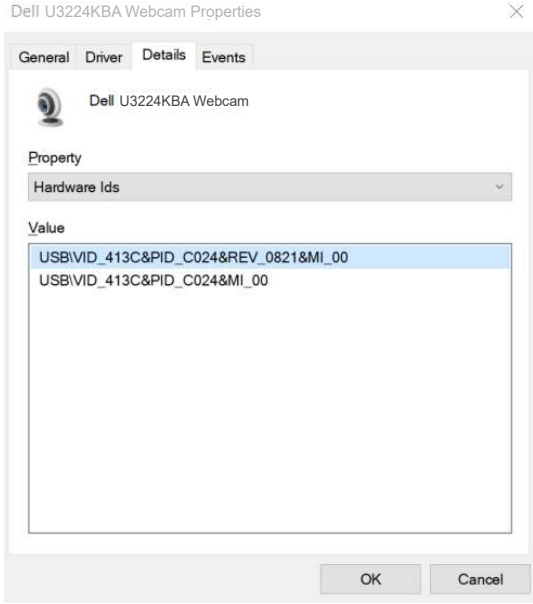 Dell U3224KBA Webcam Properties
General Driver Details Events
Dell U3224KBA Webcam
Property
Hardware Ids
Value
USB\VID_413C&PID_C024&REV_0821&MI_00
USB\VID_413C&PID_C024&MI_00
OK Cancel